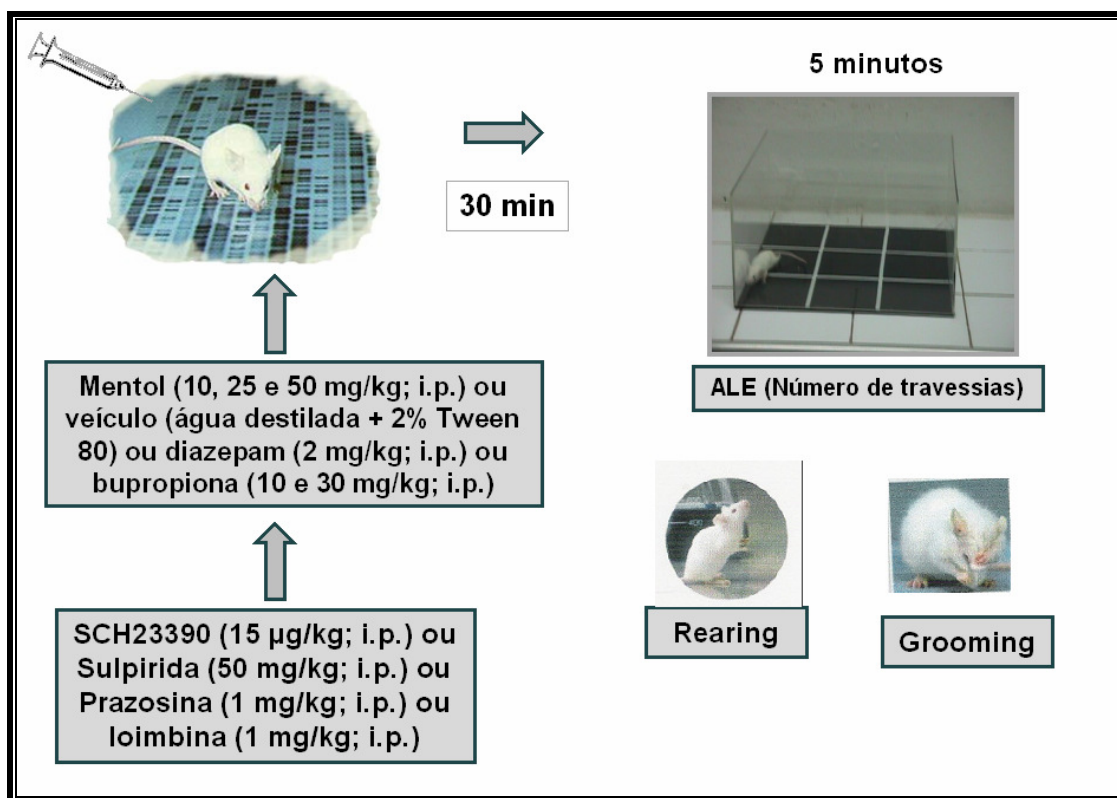 5 minutos
30 min
Mentol (10, 25 e 50 mg/kg; i.p.) ou
veículo (água destilada + 2% Tween
80) ou diazepam (2 mg/kg; i.p.) ou
bupropiona (10 e 30 mg/kg; i.p.)
ALE (Número de travessias)
SCH23390 (15 µg/kg; i.p.) ou
Sulpirida (50 mg/kg; i.p.) ou
Prazosina (1 mg/kg; i.p.) ou
Ioimbina (1 mg/kg; i.p.)
Rearing
Grooming